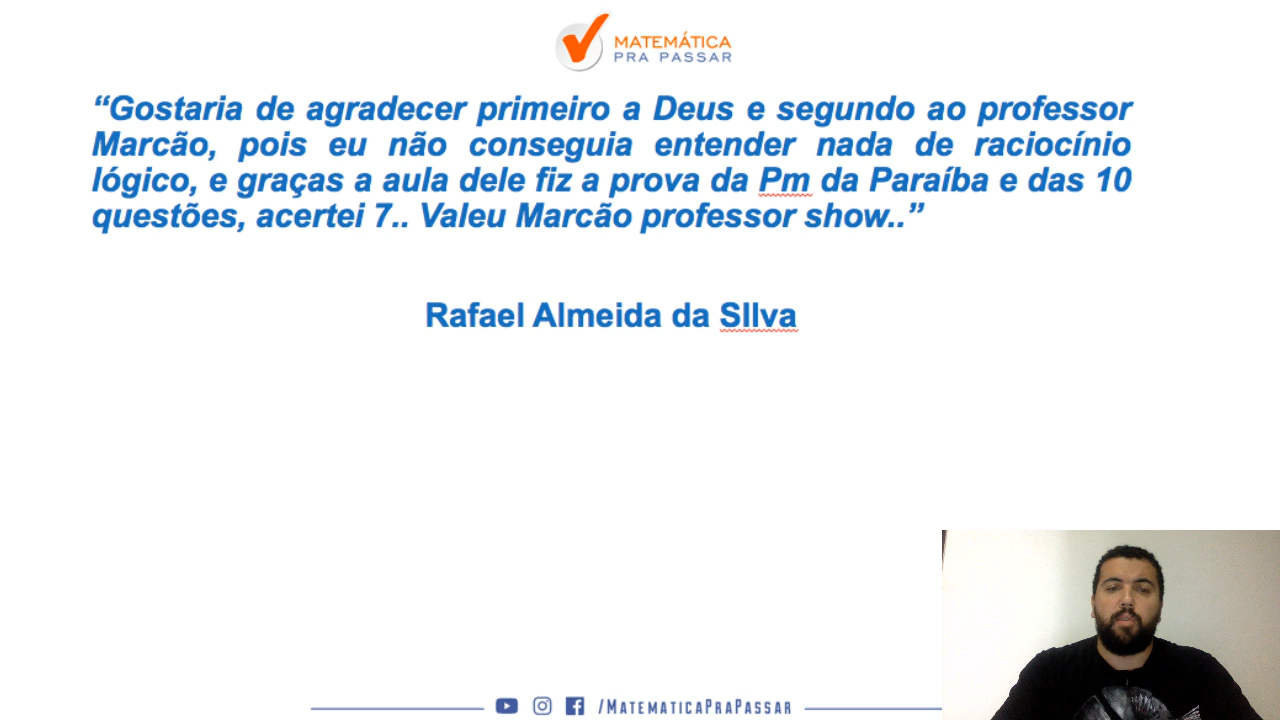 MATEMÁTICA
PRA PASSAR
“Gostaria de agradecer primeiro a Deus e segundo ao professor
Marcão, pois eu não conseguia entender nada de raciocínio
lógico, e graças a aula dele fiz a prova da Pm da Paraíba e das 10
questões, acertei 7.. Valeu Marcão professor show..”
Rafael Almeida da SIlva
/MATEMATICAPRAPASSAR